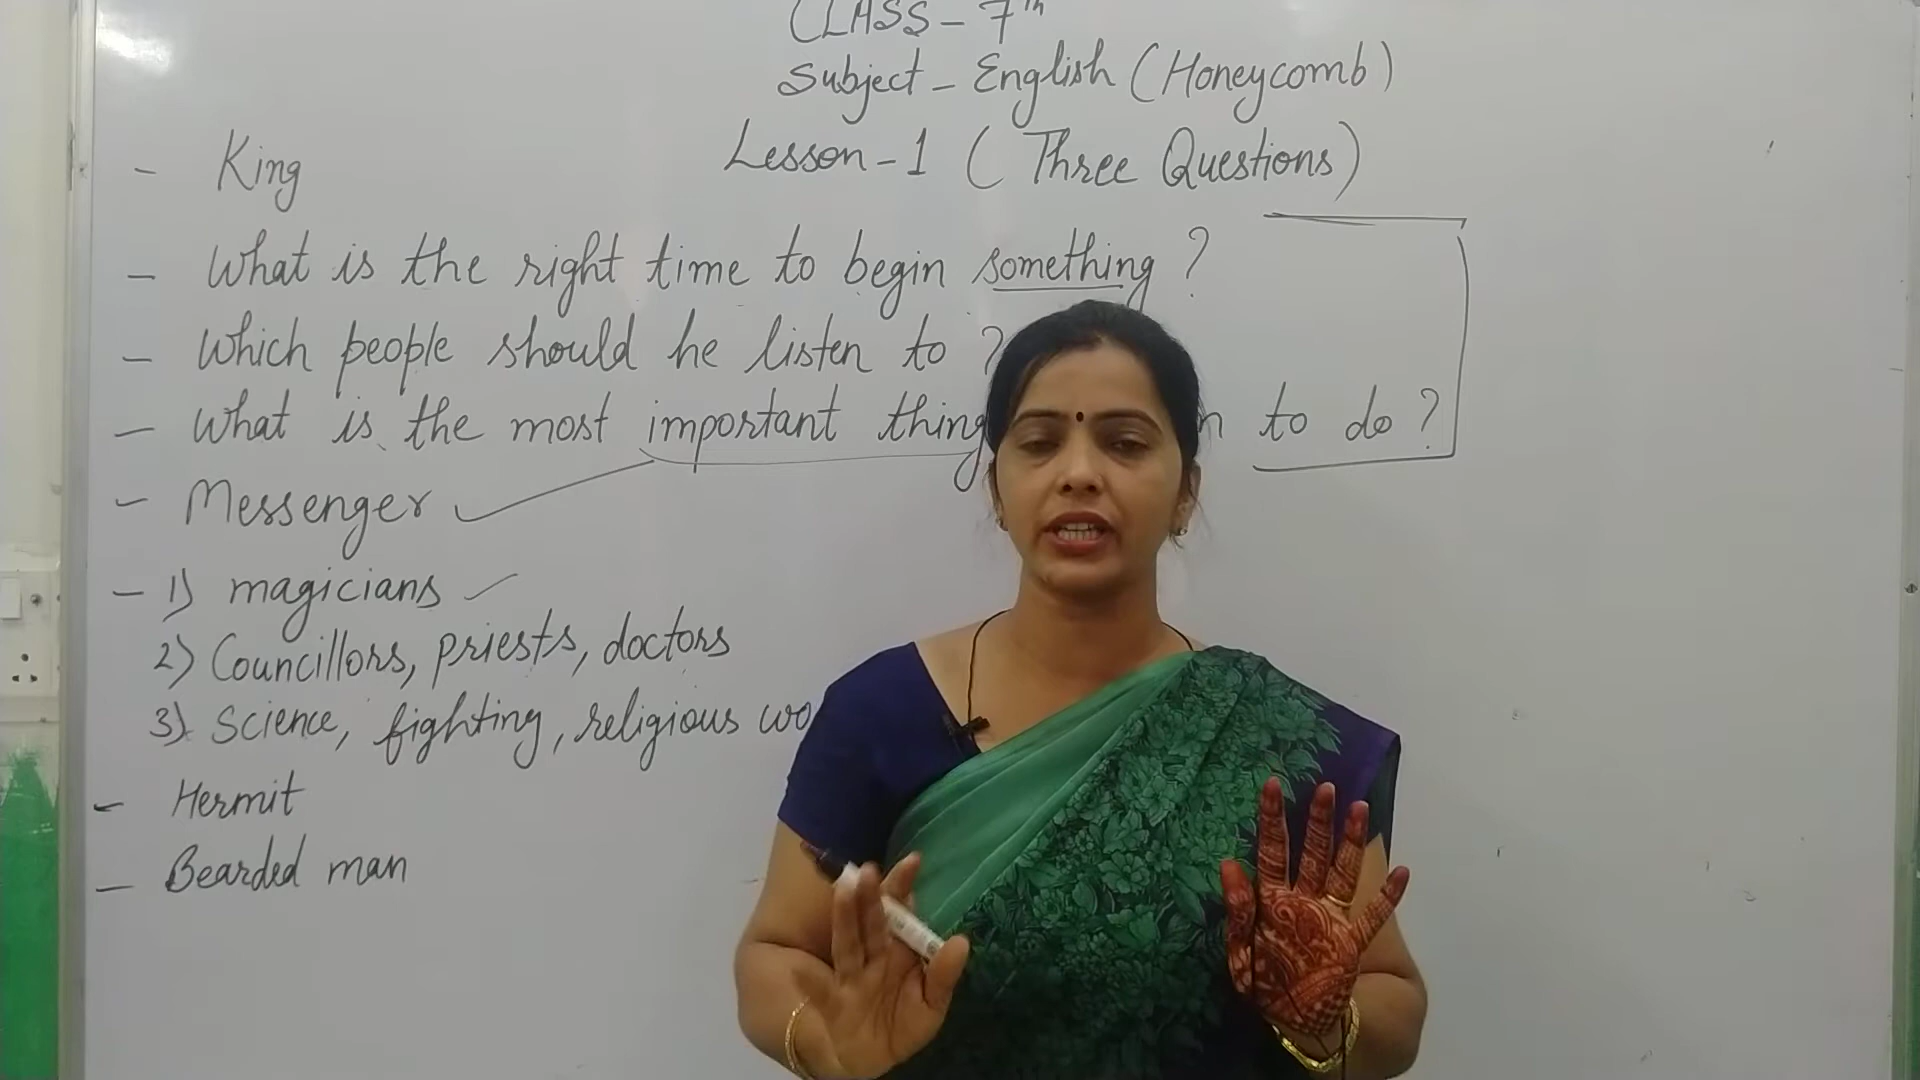 CLASS - 7th
Subject - English (Honeycomb)
Lesson - 1 ( Three Questions)
- King
- What is the right time to begin something ?
- Which people should he listen to ?
- What is the most important thing to do ?
- Messenger
- 1) magicians
2) Councillors, priests, doctors
3) Science, fighting, religious
- Hermit
- Bearded man